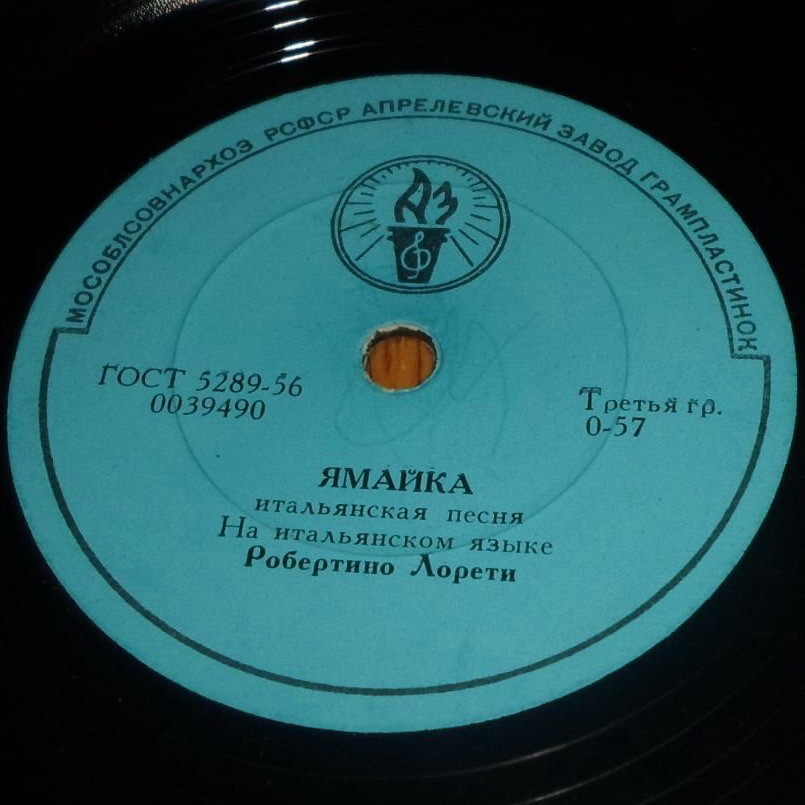 МОСОБЛСОВНАРХОЗ РСФСР АПРЕЛЕВСКИЙ ЗАВОД ГРАМПЛАСТИНОК
АЗ
ГОСТ 5289-56
0039490
Третья гр.
0-57
ЯМАЙКА
итальянская песня
На итальянском языке
Робертино Лорети